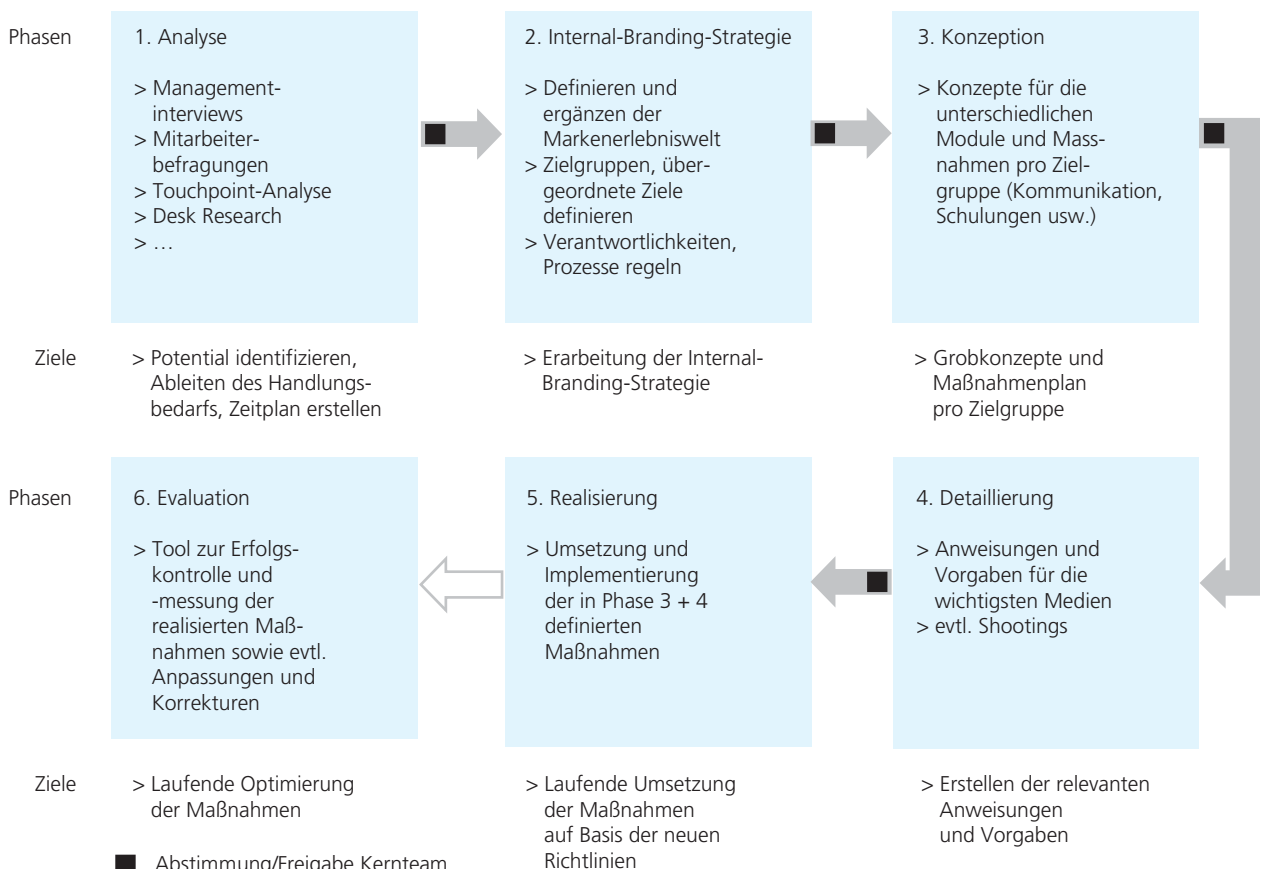 Phasen
1. Analyse
> Management-
interviews
> Mitarbeiter-
befragungen
> Touchpoint-Analyse
> Desk Research
> …
2. Internal-Branding-Strategie
> Definieren und
ergänzen der
Markenerlebniswelt
> Zielgruppen, über-
geordnete Ziele
definieren
> Verantwortlichkeiten,
Prozesse regeln
3. Konzeption
> Konzepte für die
unterschiedlichen
Module und Mass-
nahmen pro Ziel-
gruppe (Kommunikation,
Schulungen usw.)
Ziele
> Potential identifizieren,
Ableiten des Handlungs-
bedarfs, Zeitplan erstellen
> Erarbeitung der Internal-
Branding-Strategie
> Grobkonzepte und
Maßnahmenplan
pro Zielgruppe
Phasen
6. Evaluation
> Tool zur Erfolgs-
kontrolle und
-messung der
realisierten Maß-
nahmen sowie evtl.
Anpassungen und
Korrekturen
5. Realisierung
> Umsetzung und
Implementierung
der in Phase 3 + 4
definierten
Maßnahmen
4. Detaillierung
> Anweisungen und
Vorgaben für die
wichtigsten Medien
> evtl. Shootings
Ziele
> Laufende Optimierung
der Maßnahmen
> Laufende Umsetzung
der Maßnahmen
auf Basis der neuen
Richtlinien
> Erstellen der relevanten
Anweisungen
und Vorgaben
Abstimmung/Freigabe Kernteam